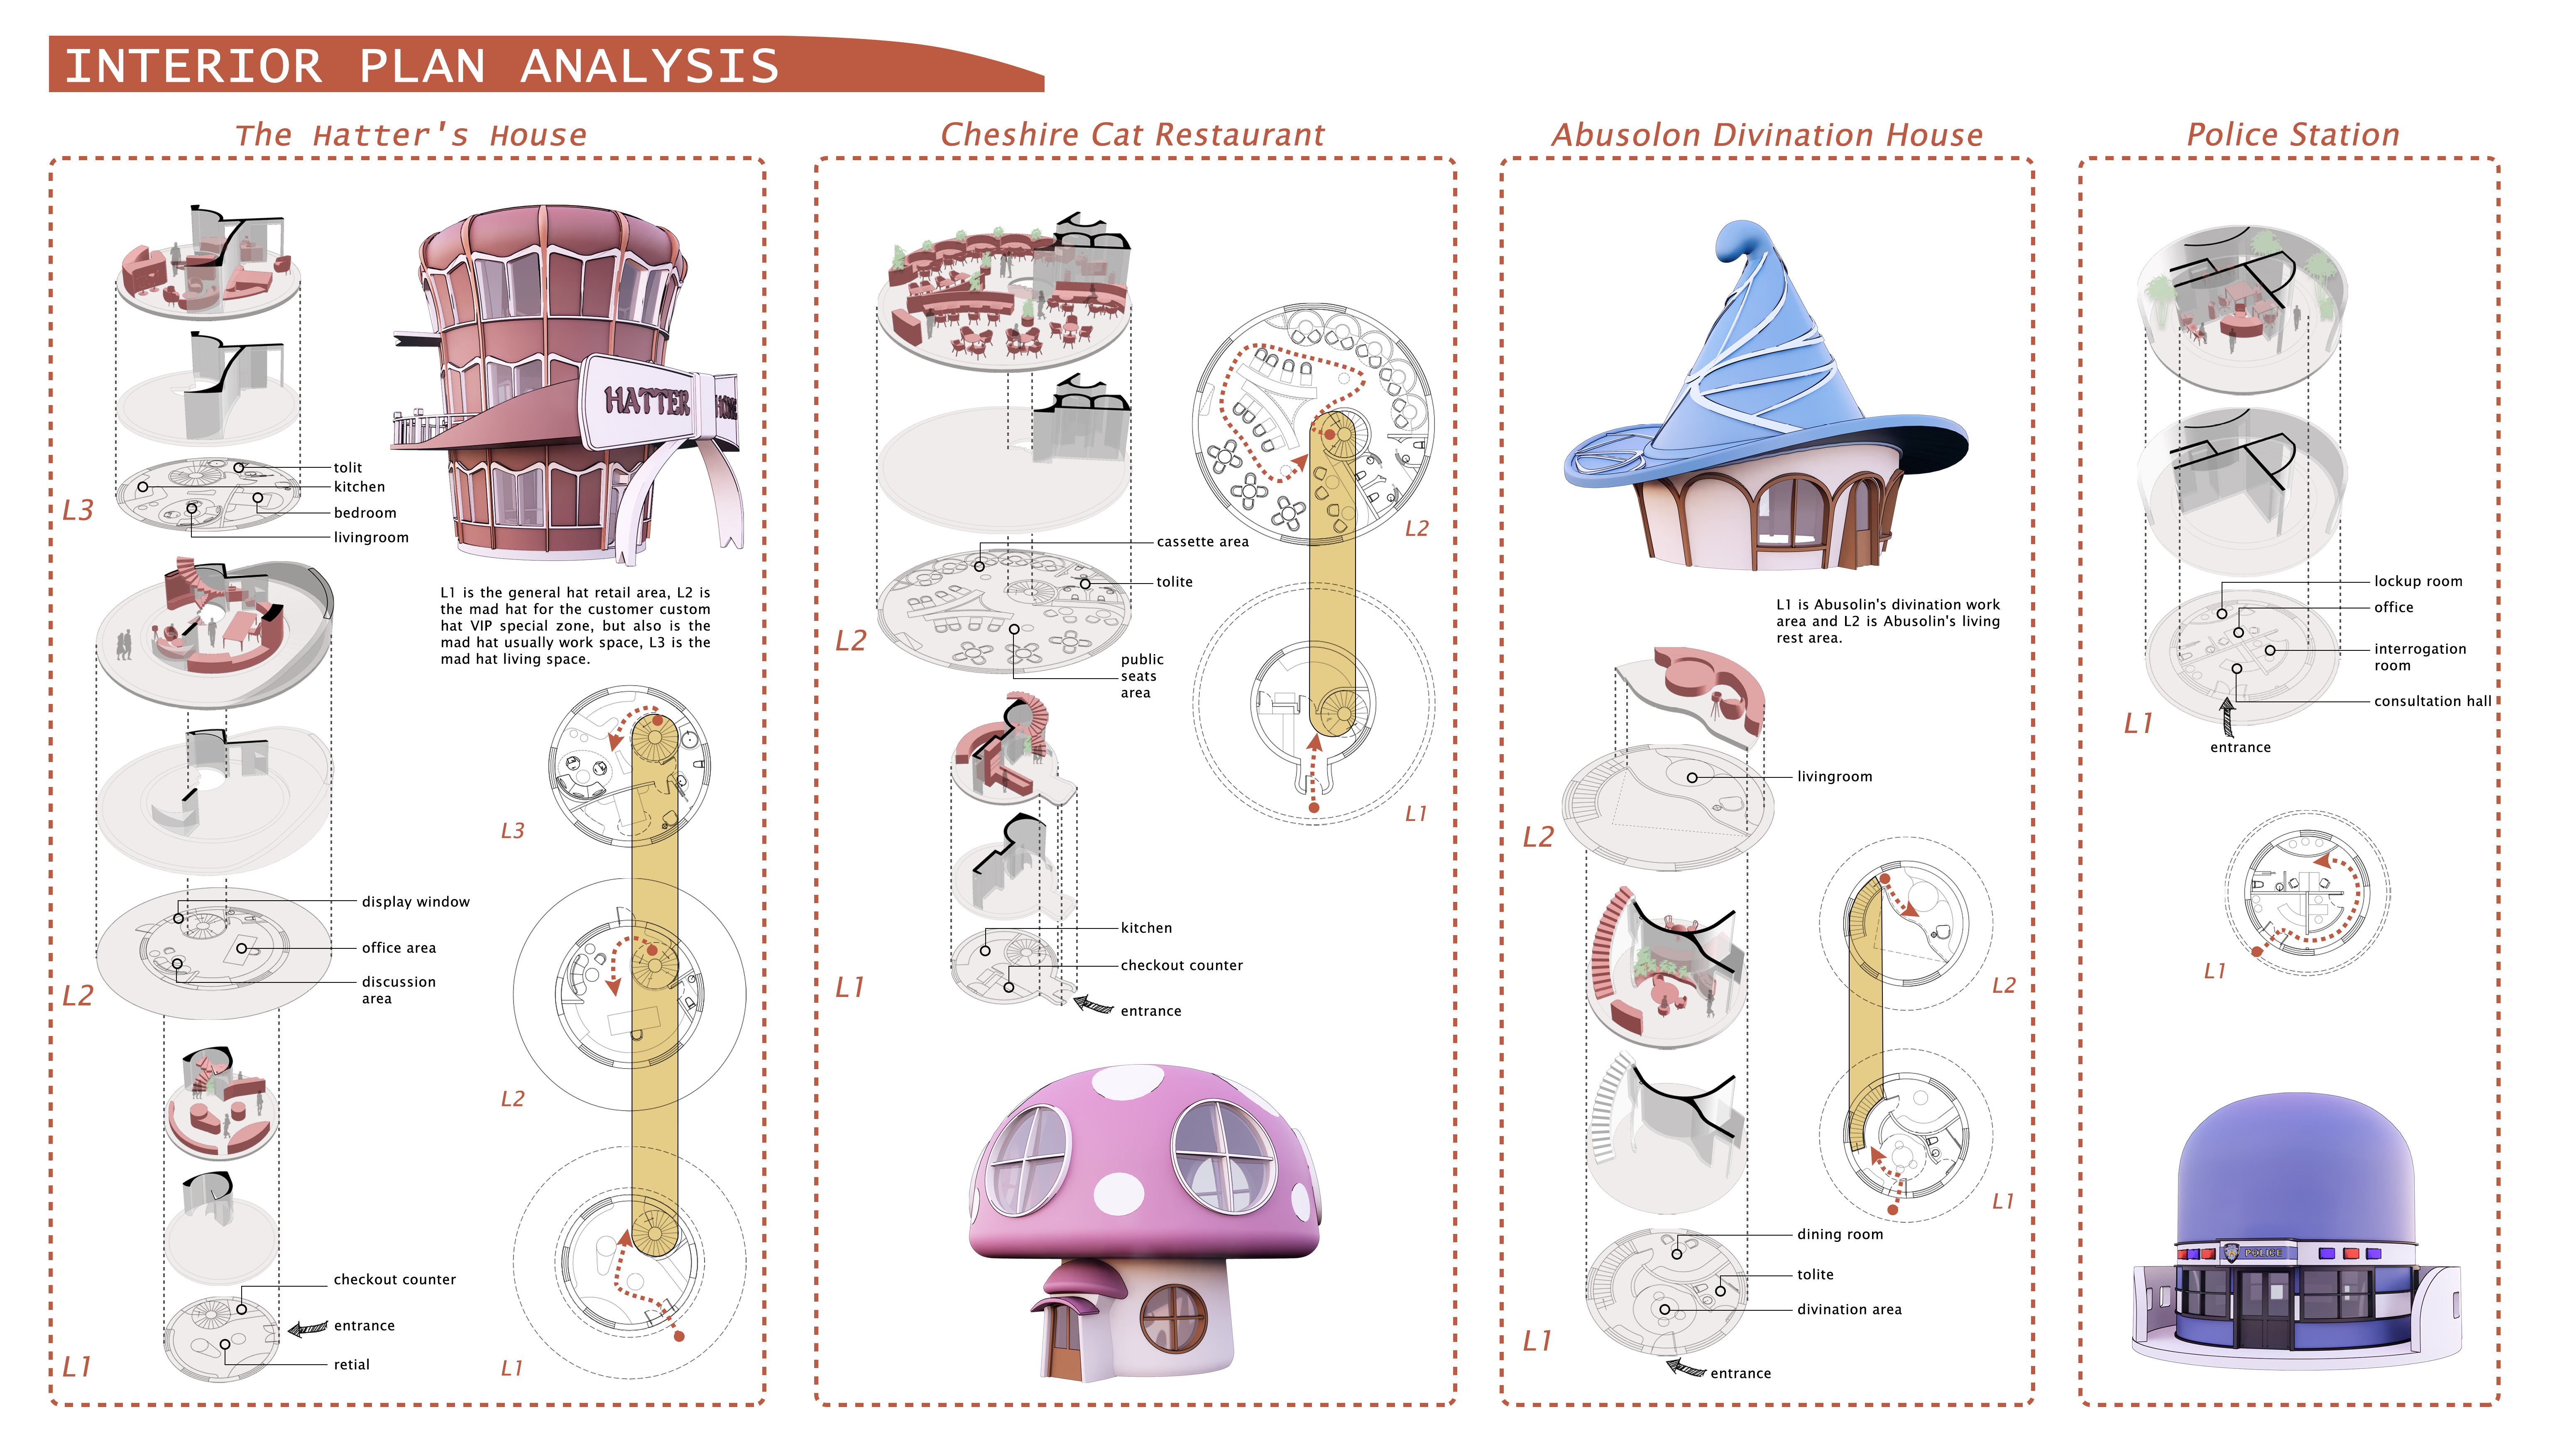 INTERIOR PLAN ANALYSIS
The Hatter's House
HATTER
HOME
tolit
kitchen
bedroom
livingroom
L3
L1 is the general hat retail area, L2 is
the mad hat for the customer custom
hat VIP special zone, but also is the
mad hat usually work space, L3 is the
mad hat living space.
display window
office area
discussion
area
L2
checkout counter
entrance
retial
L1
L3
L2
L1
Cheshire Cat Restaurant
cassette area
tolite
public
seats
area
L2
kitchen
checkout counter
entrance
L1
L2
L1
Abusolon Divination House
L1 is Abusolin's divination work
area and L2 is Abusolin's living
rest area.
livingroom
L2
dining room
tolite
divination area
L1
entrance
L2
L1
Police Station
lockup room
office
interrogation
room
consultation hall
L1
entrance
L1
POLICE